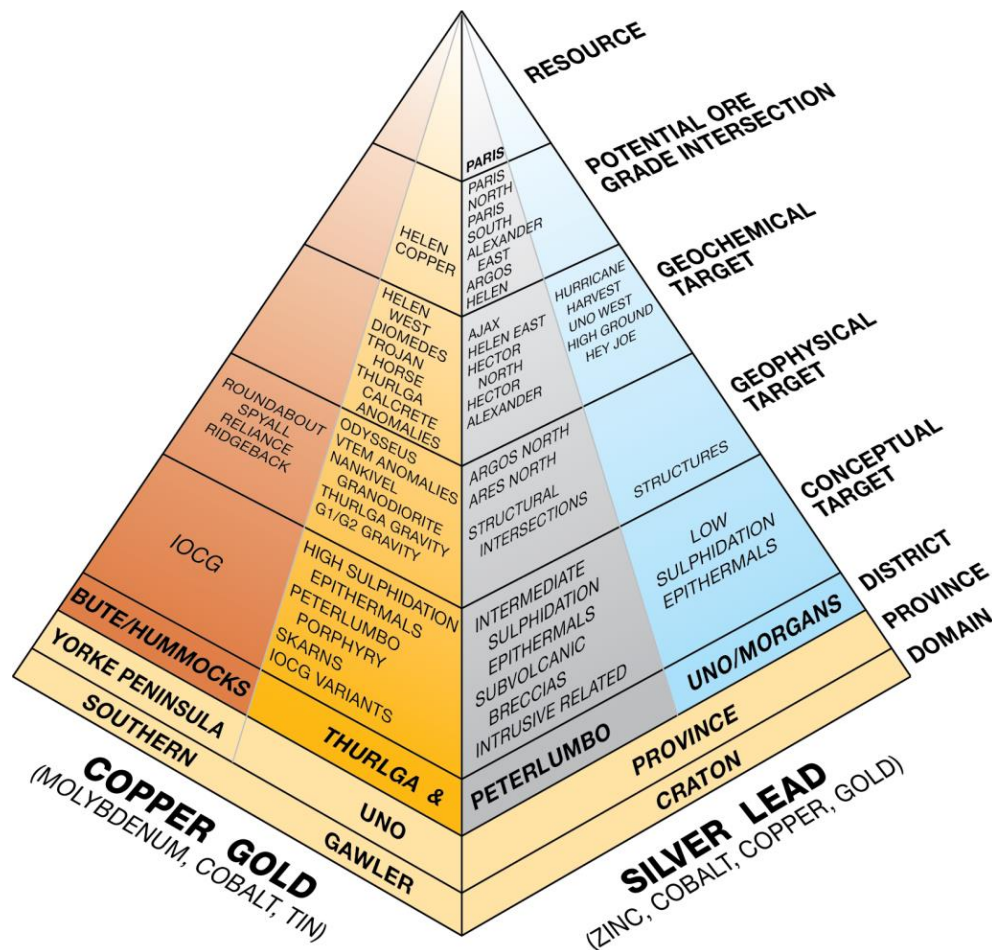 RESOURCE
POTENTIAL ORE
GRADE INTERSECTION
GEOCHEMICAL
TARGET
GEOPHYSICAL
TARGET
CONCEPTUAL
TARGET
DISTRICT
PROVINCE
DOMAIN
PARIS
HELEN
COPPER
PARIS
NORTH
PARIS
SOUTH
ALEXANDER
EAST
ARGOS
HELEN
HELEN
WEST
DIOMEDES
TROJAN
HORSE
THURLGA
CALCRETE
ANOMALIES
AJAX
HELEN EAST
HECTOR
NORTH
HECTOR
ALEXANDER
HURRICANE
HARVEST
UNO WEST
HIGH GROUND
HEY JOE
ROUNDABOUT
SPYALL
RELIANCE
RIDGEBACK
ODYSSEUS
VTEM ANOMALIES
NANKIVEL
GRANODIORITE
THURLGA GRAVITY
G1/G2 GRAVITY
ARGOS NORTH
ARES NORTH
STRUCTURAL
INTERSECTIONS
STRUCTURES
IOCG
HIGH SULPHIDATION
EPITHERMALS
PETERLUMBO
PORPHYRY
SKARNS
IOCG VARIANTS
INTERMEDIATE
SULPHIDATION
EPITHERMALS
SUBVOLCANIC
BRECCIAS
INTRUSIVE RELATED
LOW
SULPHIDATION
EPITHERMALS
BUTE/HUMMOCKS
THURLGA &
PETERLUMBO
UNO/MORGANS
YORKE PENINSULA
UNO
PROVINCE
SOUTHERN
GAWLER
CRATON
COPPER GOLD
(MOLYBDENUM, COBALT, TIN)
SILVER LEAD
(ZINC, COBALT, COPPER, GOLD)